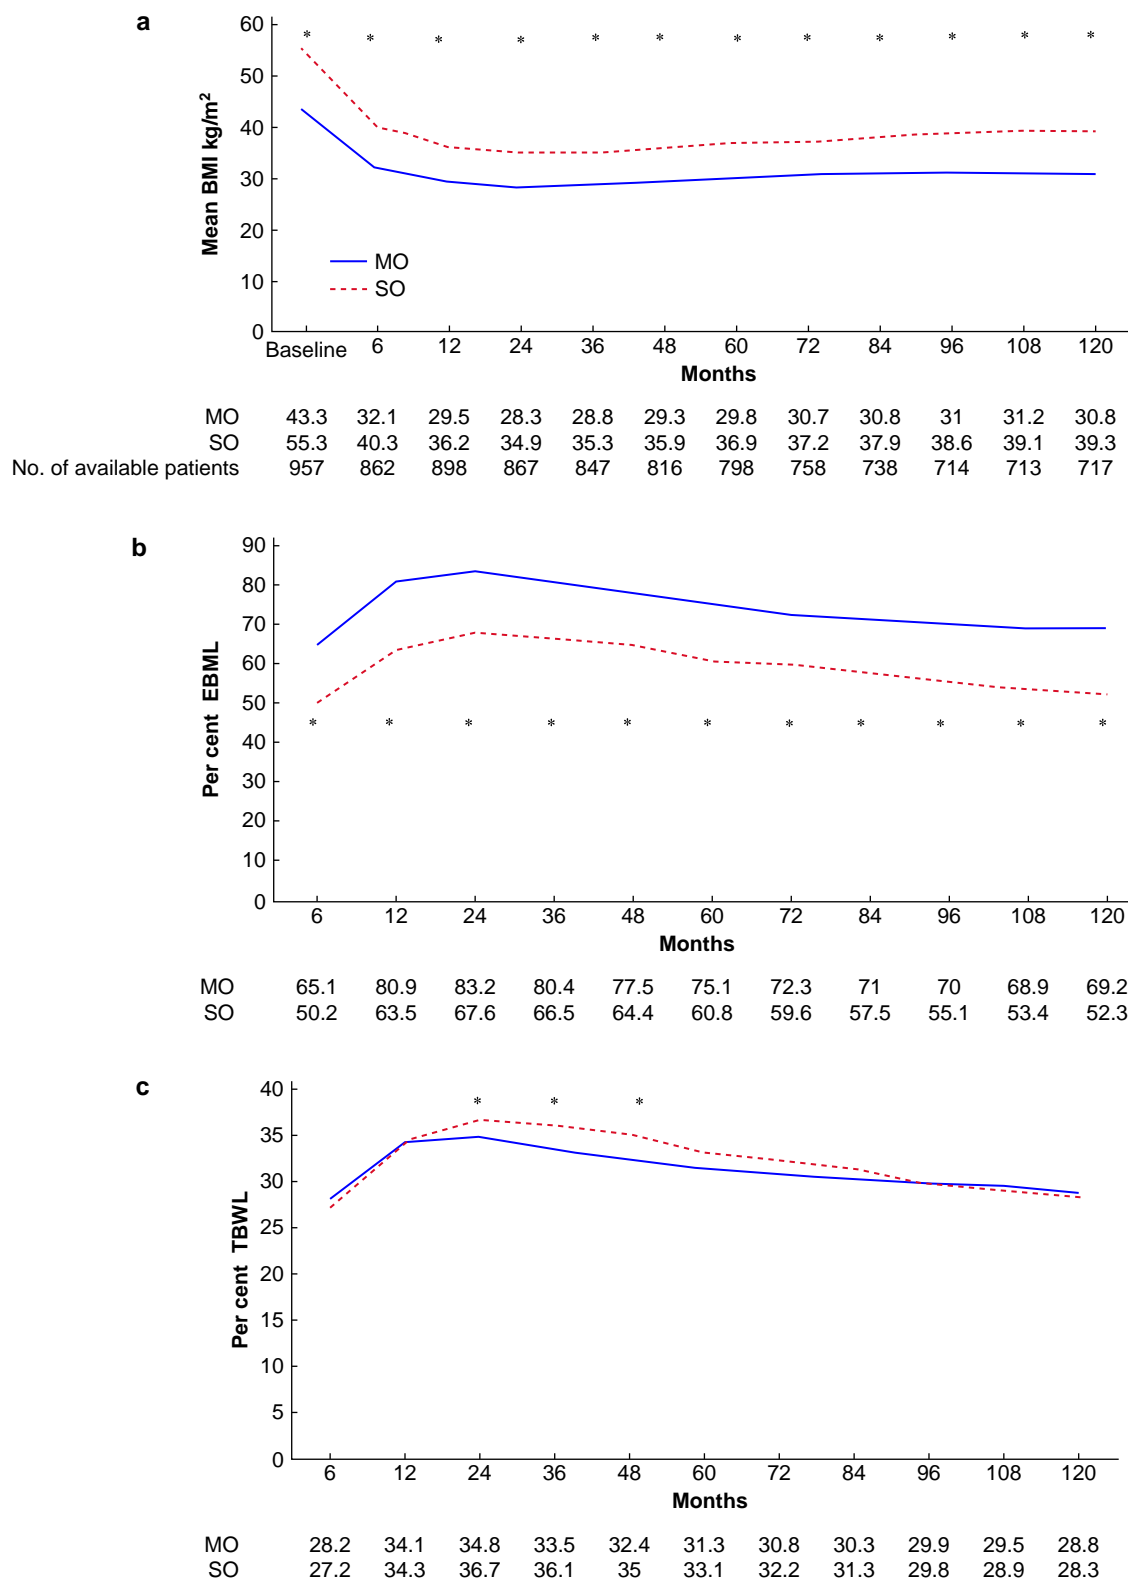 a
* * * * * * * * * * * *
60
50
40
30
20
10
0
Mean BMI kg/m²
MO
SO
Baseline 6 12 24 36 48 60 72 84 96 108 120
Months
MO 43.3 32.1 29.5 28.3 28.8 29.3 29.8 30.7 30.8 31 31.2 30.8
SO 55.3 40.3 36.2 34.9 35.3 35.9 36.9 37.2 37.9 38.6 39.1 39.3
No. of available patients 957 862 898 867 847 816 798 758 738 714 713 717
b
90
80
70
60
50
40
30
20
10
0
Per cent EBML
* * * * * * * * * * *
6 12 24 36 48 60 72 84 96 108 120
Months
MO 65.1 80.9 83.2 80.4 77.5 75.1 72.3 71 70 68.9 69.2
SO 50.2 63.5 67.6 66.5 64.4 60.8 59.6 57.5 55.1 53.4 52.3
c
* * *
40
35
30
25
20
15
10
5
0
Per cent TBWL
6 12 24 36 48 60 72 84 96 108 120
Months
MO 28.2 34.1 34.8 33.5 32.4 31.3 30.8 30.3 29.9 29.5 28.8
SO 27.2 34.3 36.7 36.1 35 33.1 32.2 31.3 29.8 28.9 28.3